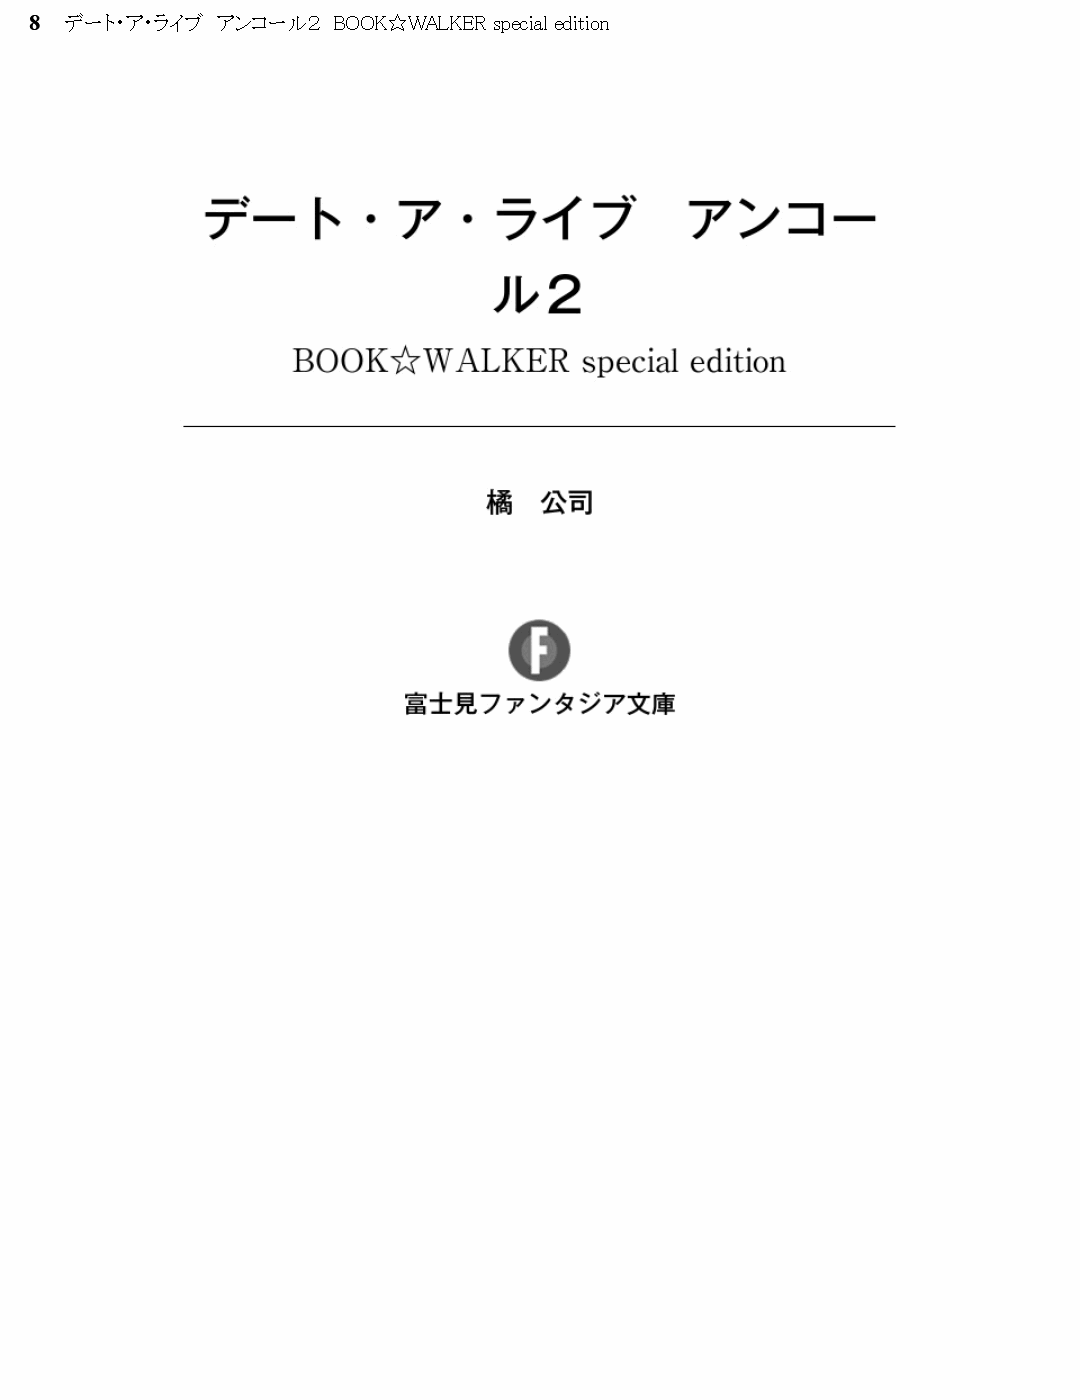 8 デート・ア・ライブ　アンコール２ BOOK☆WALKER special edition
デート・ア・ライブ　アンコー
ル２
BOOK☆WALKER special edition
橘　公司
F
富士見ファンタジア文庫